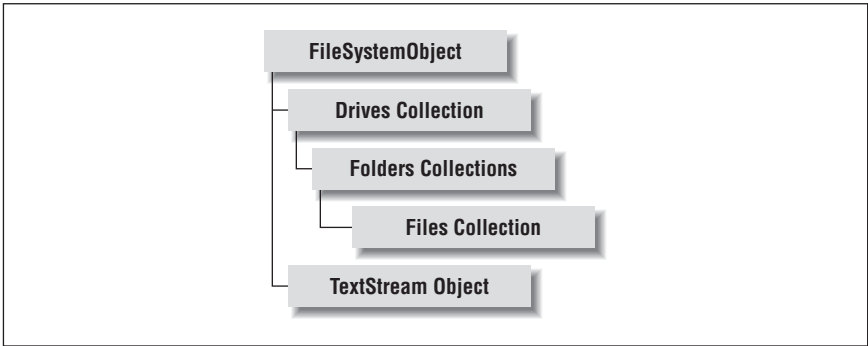 FileSystemObject
Drives Collection
Folders Collections
Files Collection
TextStream Object